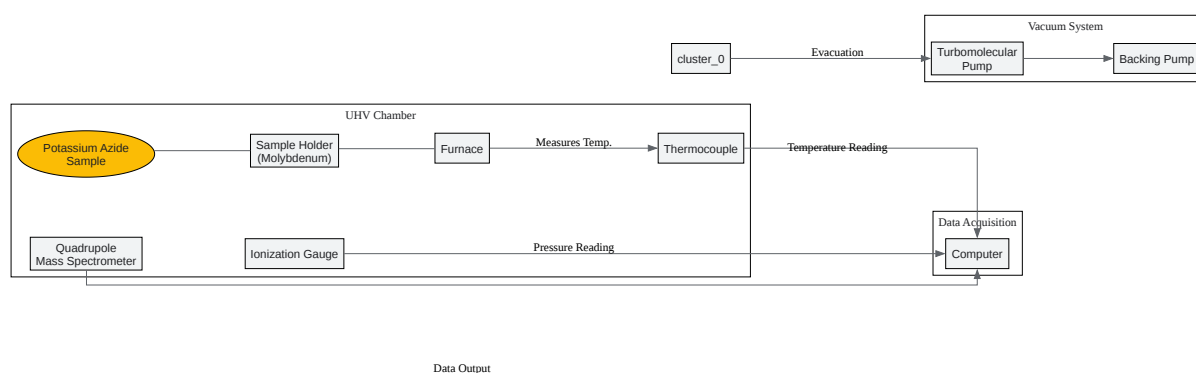 Vacuum System
cluster_0
Evacuation
Turbomolecular
Pump
Backing Pump
UHV Chamber
Potassium Azide
Sample
Sample Holder
(Molybdenum)
Furnace
Measures Temp.
Thermocouple
Temperature Reading
Quadrupole
Mass Spectrometer
Ionization Gauge
Pressure Reading
Data Acquisition
Computer
Data Output